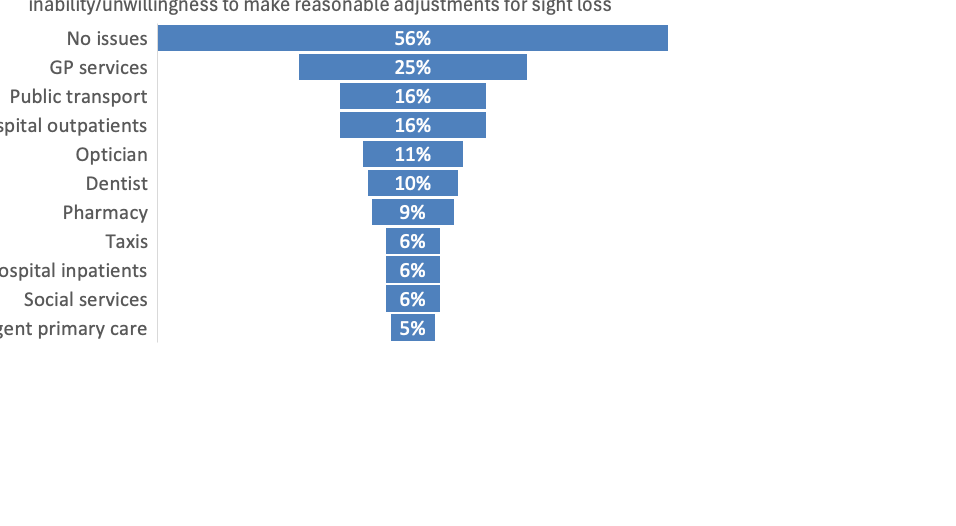 inability/unwillingness to make reasonable adjustments for sight loss
No issues 56%
GP services 25%
Public transport 16%
spital outpatients 16%
Optician 11%
Dentist 10%
Pharmacy 9%
Taxis 6%
ospital inpatients 6%
Social services 6%
gent primary care 5%